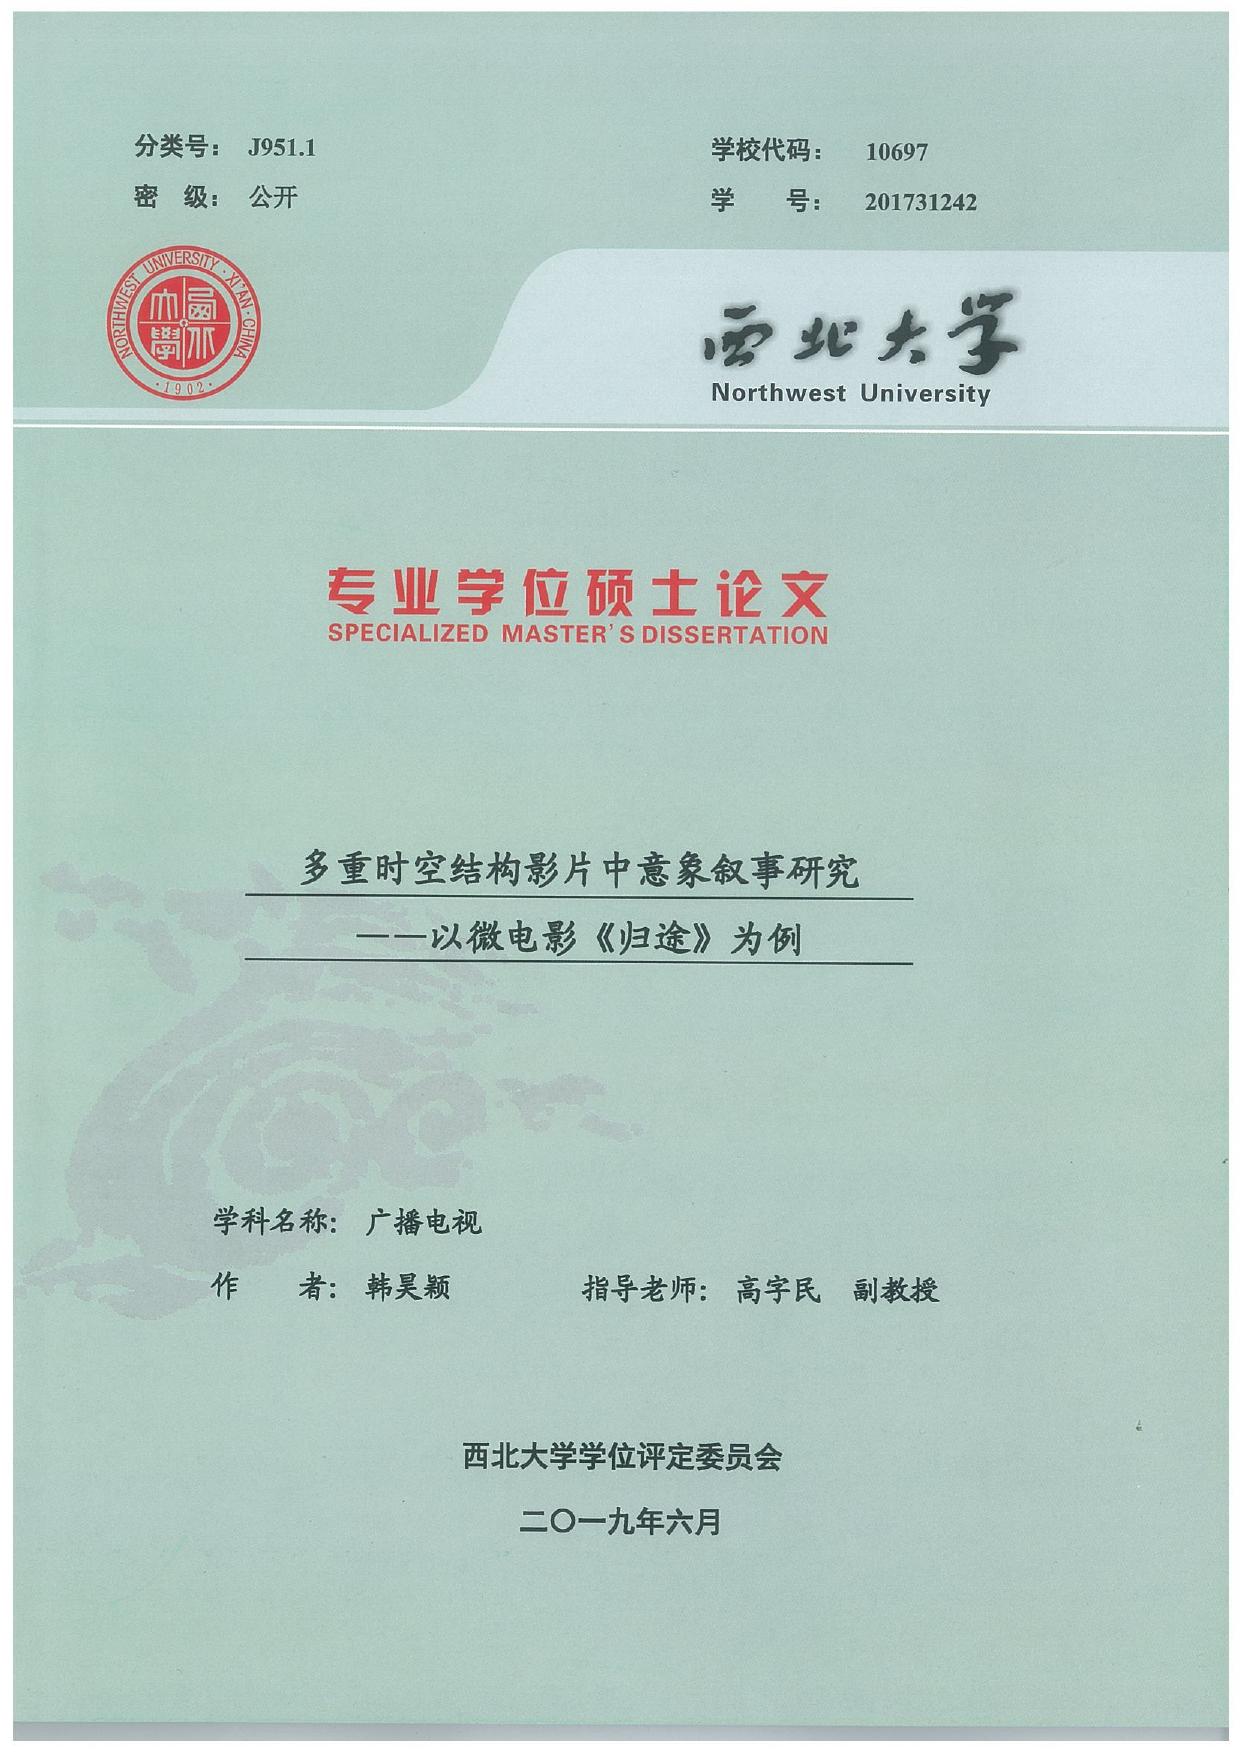 分类号： J951.1
学校代码： 10697
密 级： 公开
学 号： 201731242
NORTHWEST UNIVERSITY · XI'AN · CHINA
·1902·
西北大学
Northwest University
专业学位硕士论文
SPECIALIZED MASTER'S DISSERTATION
多重时空结构影片中意象叙事研究
——以微电影《归途》为例
学科名称： 广播电视
作 者： 韩昊颖 指导老师： 高字民 副教授
西北大学学位评定委员会
二〇一九年六月